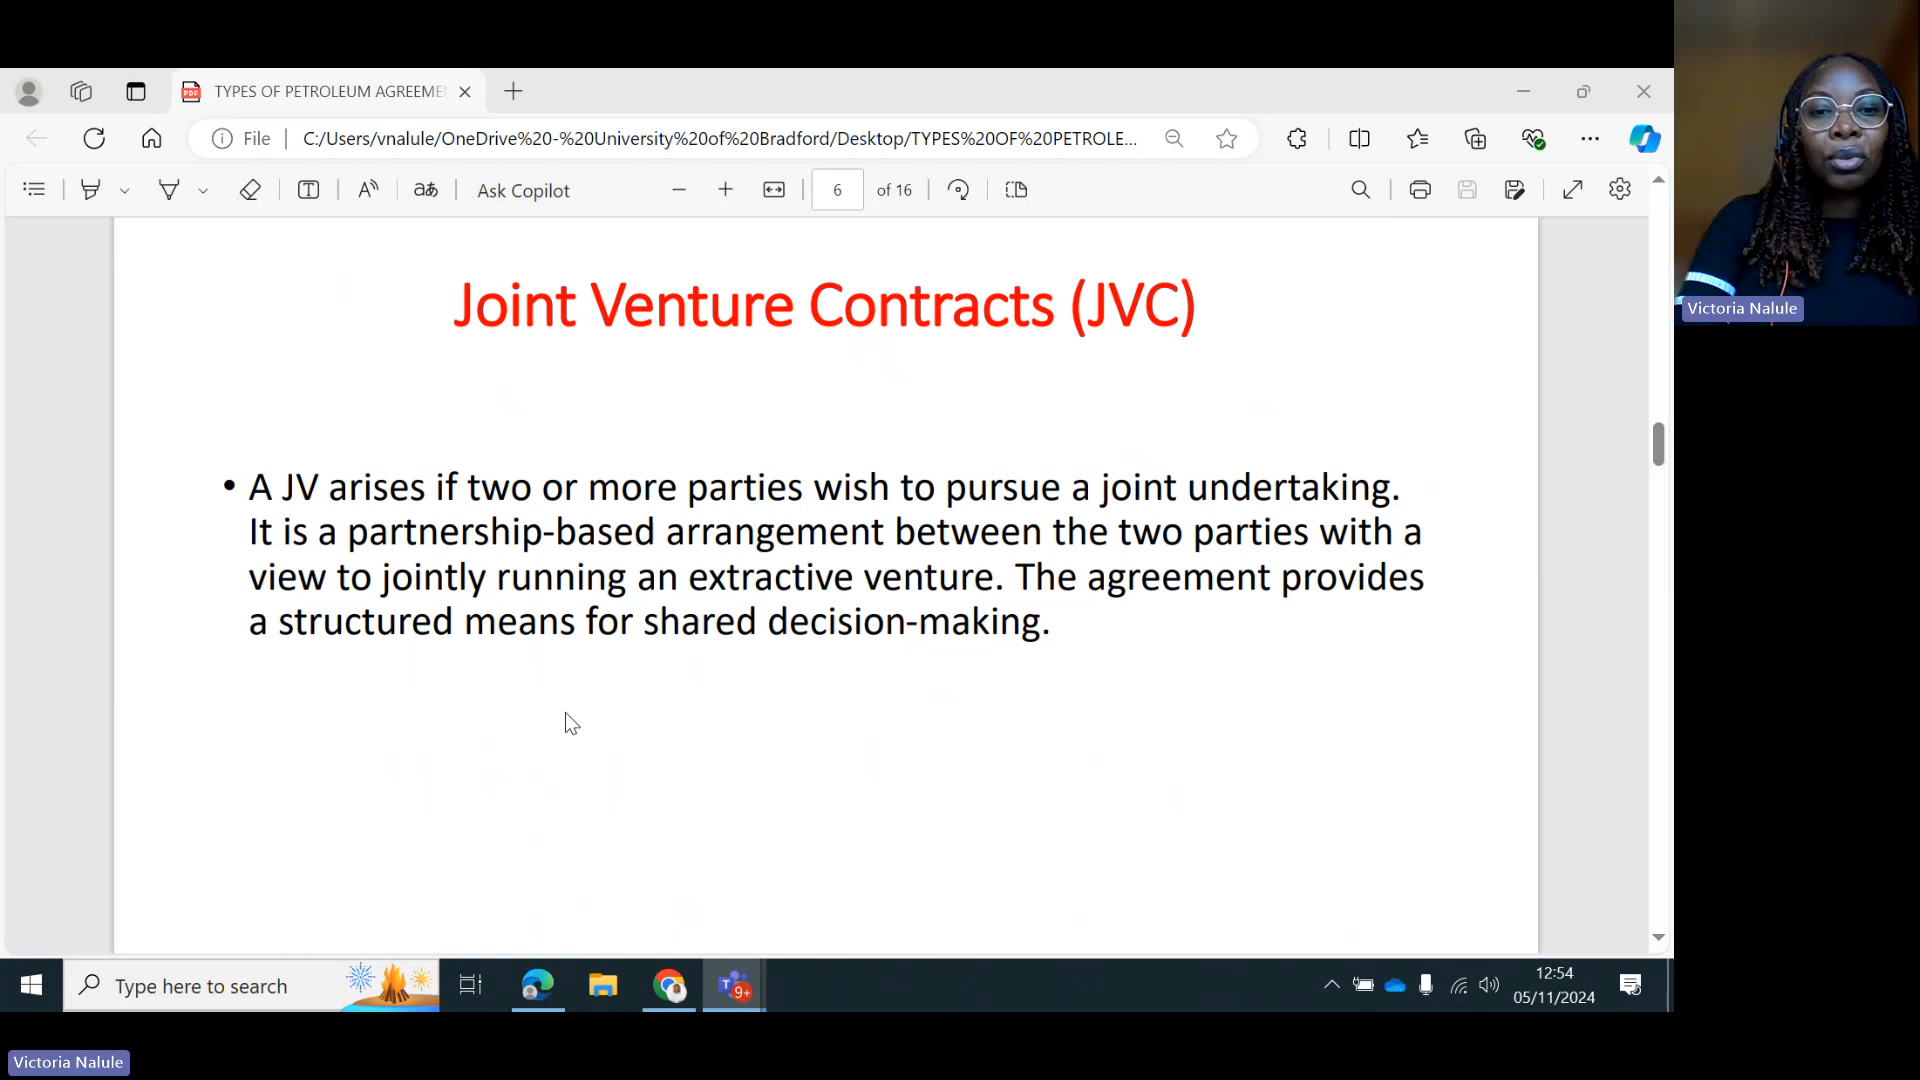 TYPES OF PETROLEUM AGREEME
File
C:/Users/vnalule/OneDrive%20-%20University%20of%20Bradford/Desktop/TYPES%20OF%20PETROLE...
Ask Copilot
6 of 16
Joint Venture Contracts (JVC)
• A JV arises if two or more parties wish to pursue a joint undertaking.
It is a partnership-based arrangement between the two parties with a
view to jointly running an extractive venture. The agreement provides
a structured means for shared decision-making.
Victoria Nalule
Type here to search
9+
12:54
05/11/2024
Victoria Nalule